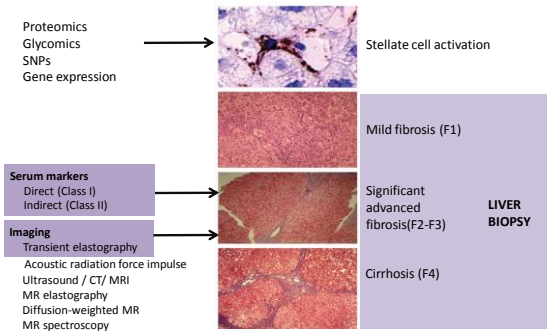 Proteomics
Glycomics
SNPs
Gene expression
Stellate cell activation
Mild fibrosis (F1)
Serum markers
Direct (Class I)
Indirect (Class II)
Significant
advanced
fibrosis(F2-F3)
LIVER
BIOPSY
Imaging
Transient elastography
Acoustic radiation force impulse
Ultrasound / CT/ MRI
MR elastography
Diffusion-weighted MR
MR spectroscopy
Cirrhosis (F4)